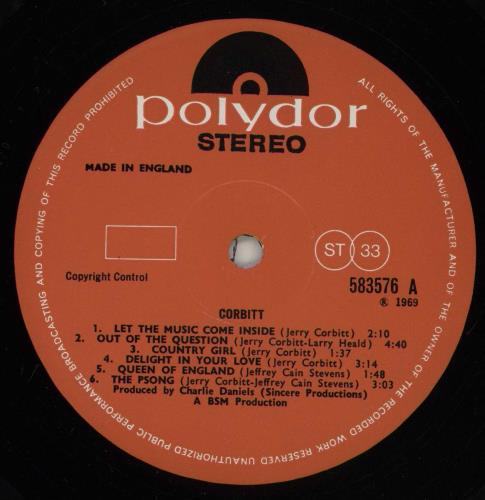 polydor
STEREO
MADE IN ENGLAND
ST 33
Copyright Control
583576 A
℗ 1969
CORBITT
1. LET THE MUSIC COME INSIDE (Jerry Corbitt) 2:10
2. OUT OF THE QUESTION (Jerry Corbitt-Larry Heald) 4:40
3. COUNTRY GIRL (Jerry Corbitt) 1:37
4. DELIGHT IN YOUR LOVE (Jerry Corbitt) 3:14
5. QUEEN OF ENGLAND (Jeffrey Cain Stevens) 1:48
6. THE PSONG (Jerry Corbitt-Jeffrey Cain Stevens) 3:03
Produced by Charlie Daniels (Sincere Productions)
A BSM Production
ALL RIGHTS OF THE MANUFACTURER AND OF THE OWNER OF THE RECORDED WORK RESERVED UNAUTHORIZED PUBLIC PERFORMANCE BROADCASTING AND COPYING OF THIS RECORD PROHIBITED